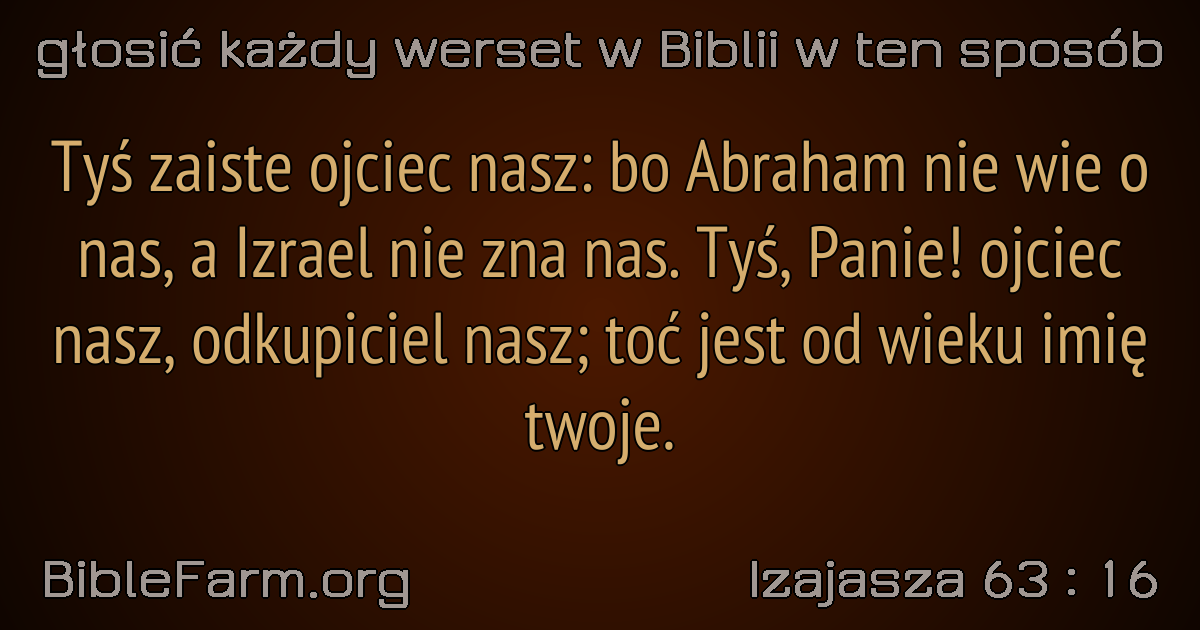 głosić każdy werset w Biblii w ten sposób
Tyś zaiste ojciec nasz: bo Abraham nie wie o
nas, a Izrael nie zna nas. Tyś, Panie! ojciec
nasz, odkupiciel nasz; toć jest od wieku imię
twoje.
BibleFarm.org
Izajasza 63 : 16